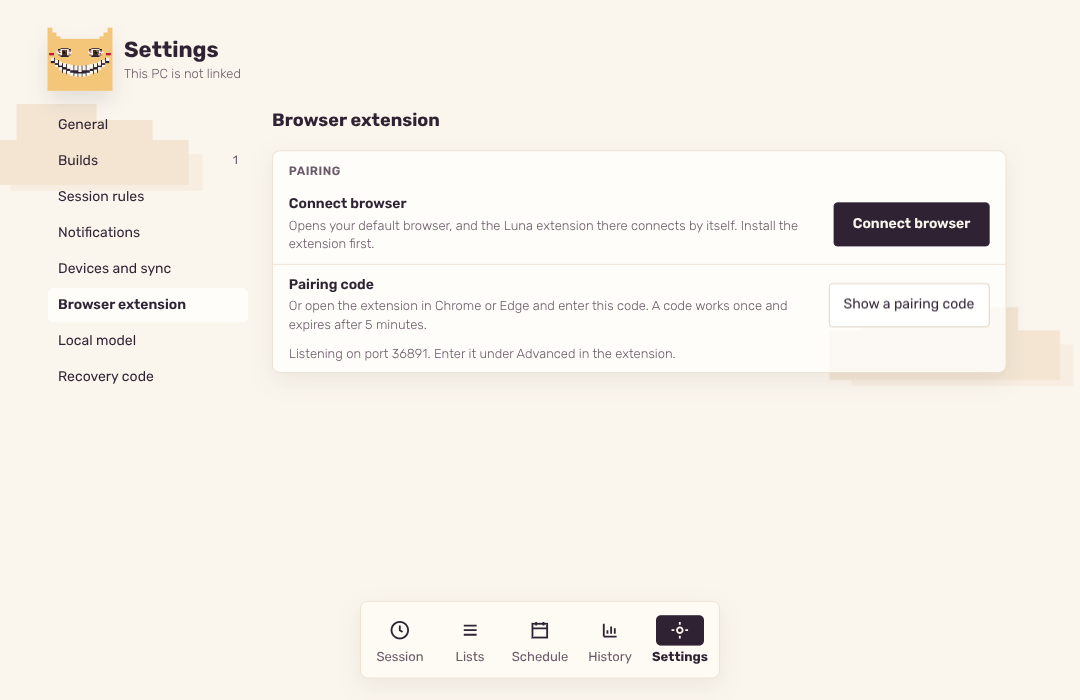 Settings
This PC is not linked
General
Builds 1
Session rules
Notifications
Devices and sync
Browser extension
Local model
Recovery code
Browser extension
PAIRING
Connect browser
Opens your default browser, and the Luna extension there connects by itself. Install the
extension first.
Connect browser
Pairing code
Or open the extension in Chrome or Edge and enter this code. A code works once and
expires after 5 minutes.
Show a pairing code
Listening on port 36891. Enter it under Advanced in the extension.
Session
Lists
Schedule
History
Settings